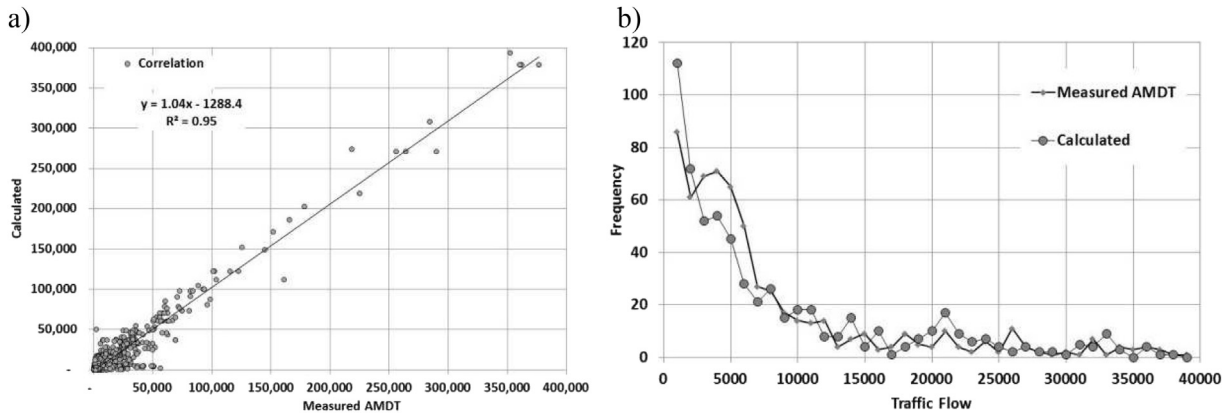 a)
400,000
350,000
300,000
250,000
200,000
150,000
100,000
50,000
-
Calculated
Correlation
y = 1.04x - 1288.4
R² = 0.95
- 50,000 100,000 150,000 200,000 250,000 300,000 350,000 400,000
Measured AMDT
b)
120
100
80
60
40
20
0
Frequency
Measured AMDT
Calculated
0 5000 10000 15000 20000 25000 30000 35000 40000
Traffic Flow